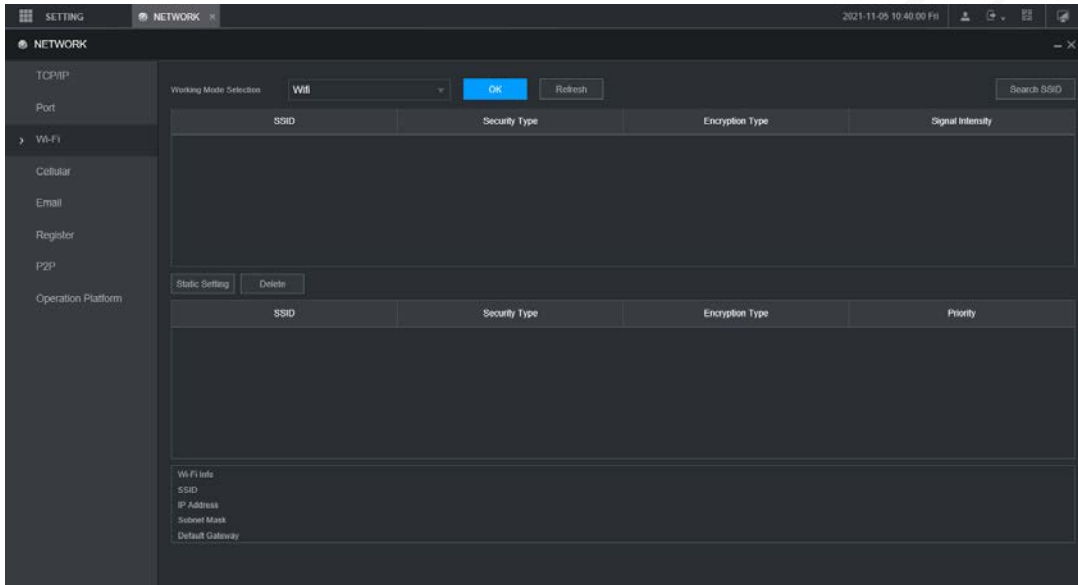 SETTING NETWORK × 2021-11-05 10:40:00 Fri
NETWORK
TCP/IP
Port
Wi-Fi
Cellular
Email
Register
P2P
Operation Platform
Working Mode Selection Wifi OK Refresh Search SSID
SSID Security Type Encryption Type Signal Intensity
Static Setting Delete
SSID Security Type Encryption Type Priority
Wi-Fi Info
SSID
IP Address
Subnet Mask
Default Gateway